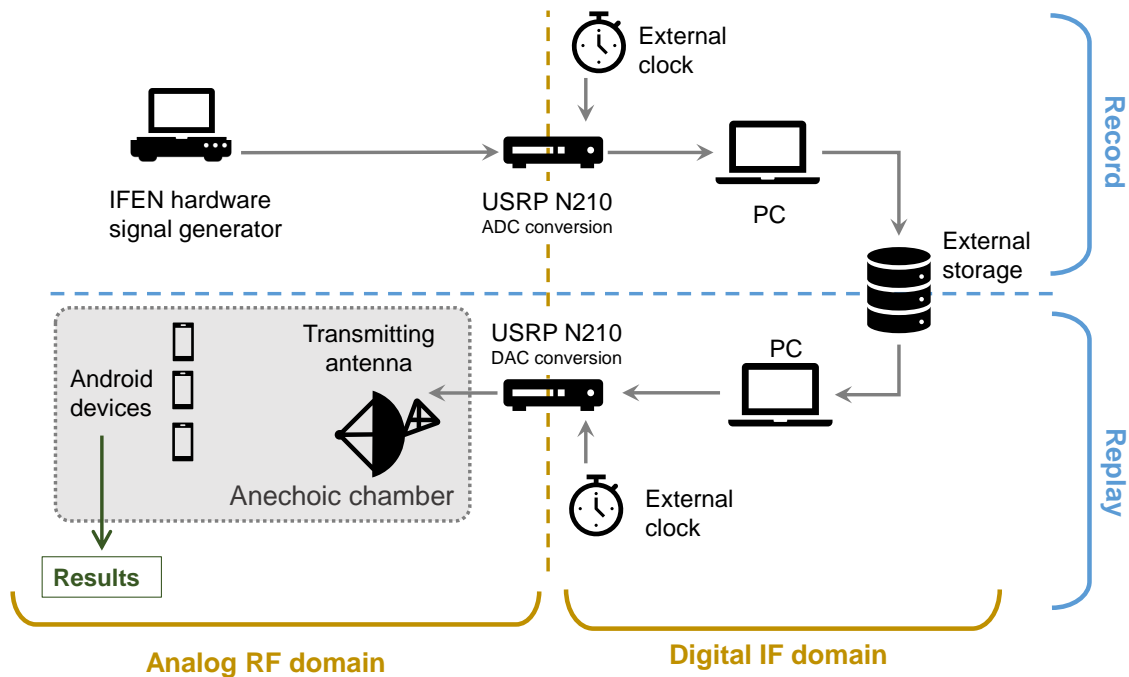 External
clock
Record
IFEN hardware
signal generator
USRP N210
ADC conversion
PC
External
storage
Transmitting
antenna
USRP N210
DAC conversion
PC
Android
devices
Anechoic chamber
External
clock
Replay
Results
Analog RF domain
Digital IF domain